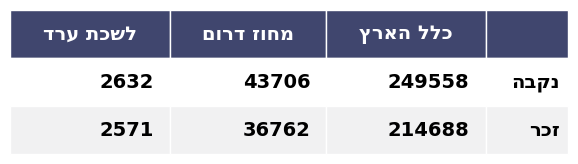 כלל הארץ מחוז דרום לשכת ערד
נקבה 249558 43706 2632
זכר 214688 36762 2571